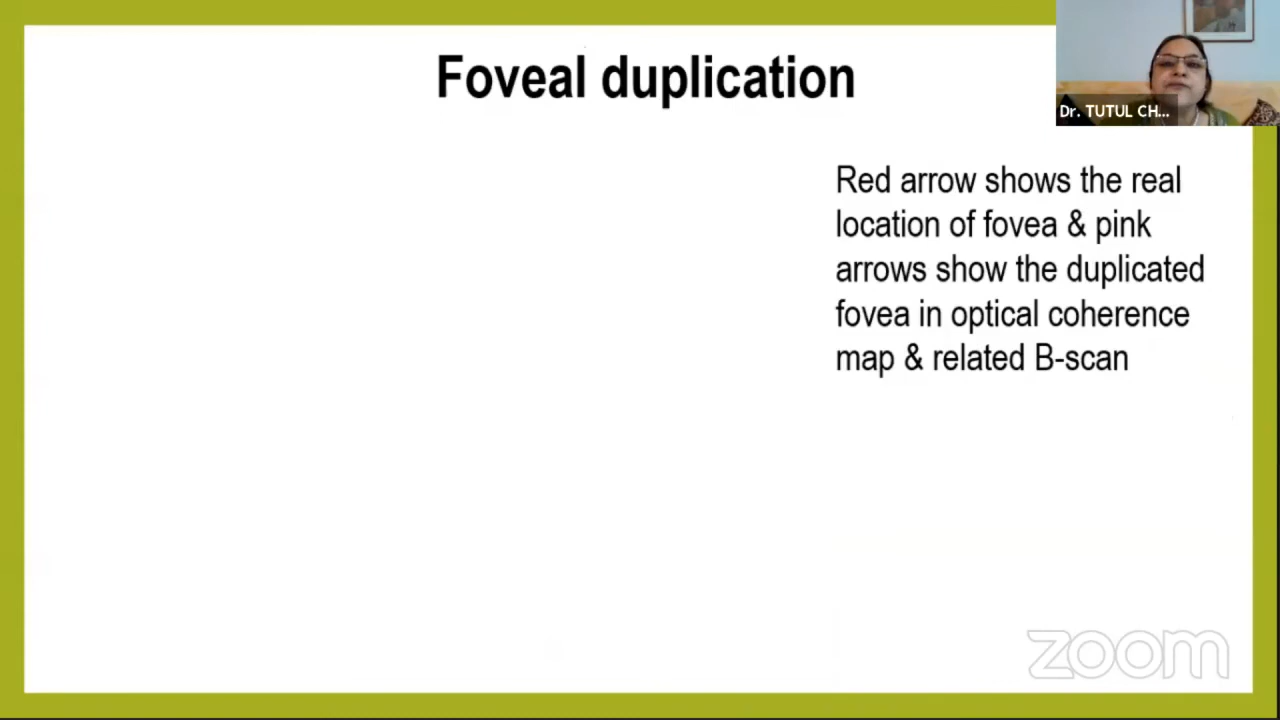 Foveal duplication
Dr. TUTUL CH...
Red arrow shows the real
location of fovea & pink
arrows show the duplicated
fovea in optical coherence
map & related B-scan
zoom